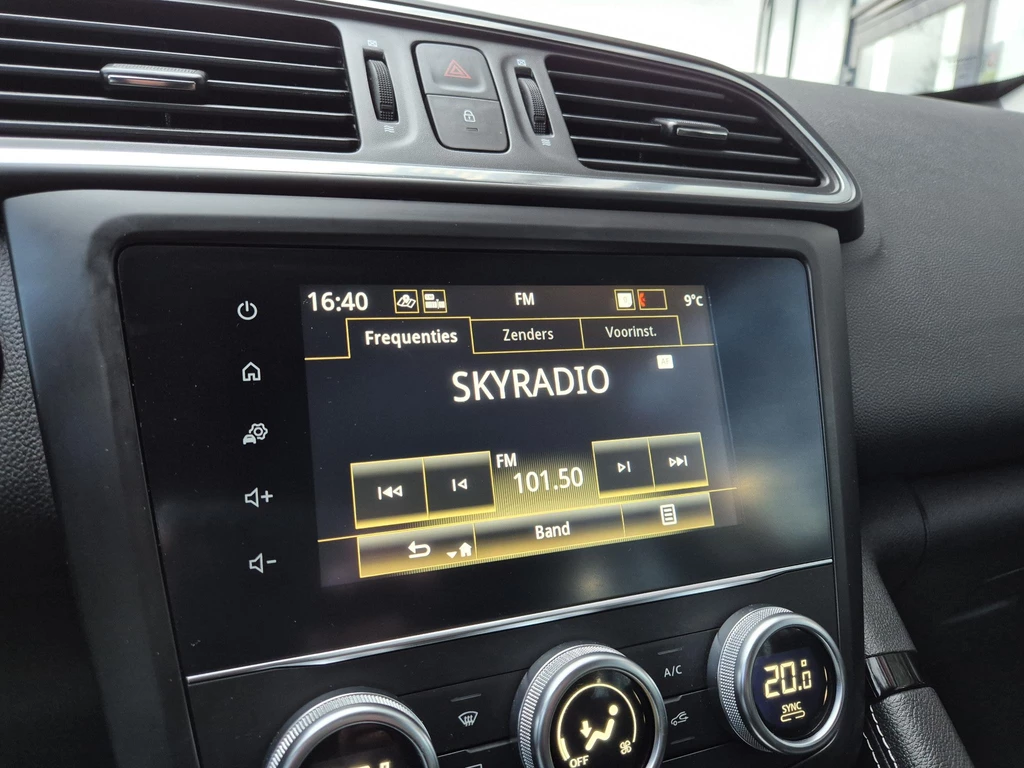 16:40 FM 9°C
Frequenties Zenders Voorinst.
AF
SKYRADIO
FM
101.50
Band
A/C
20.0
SYNC
OFF